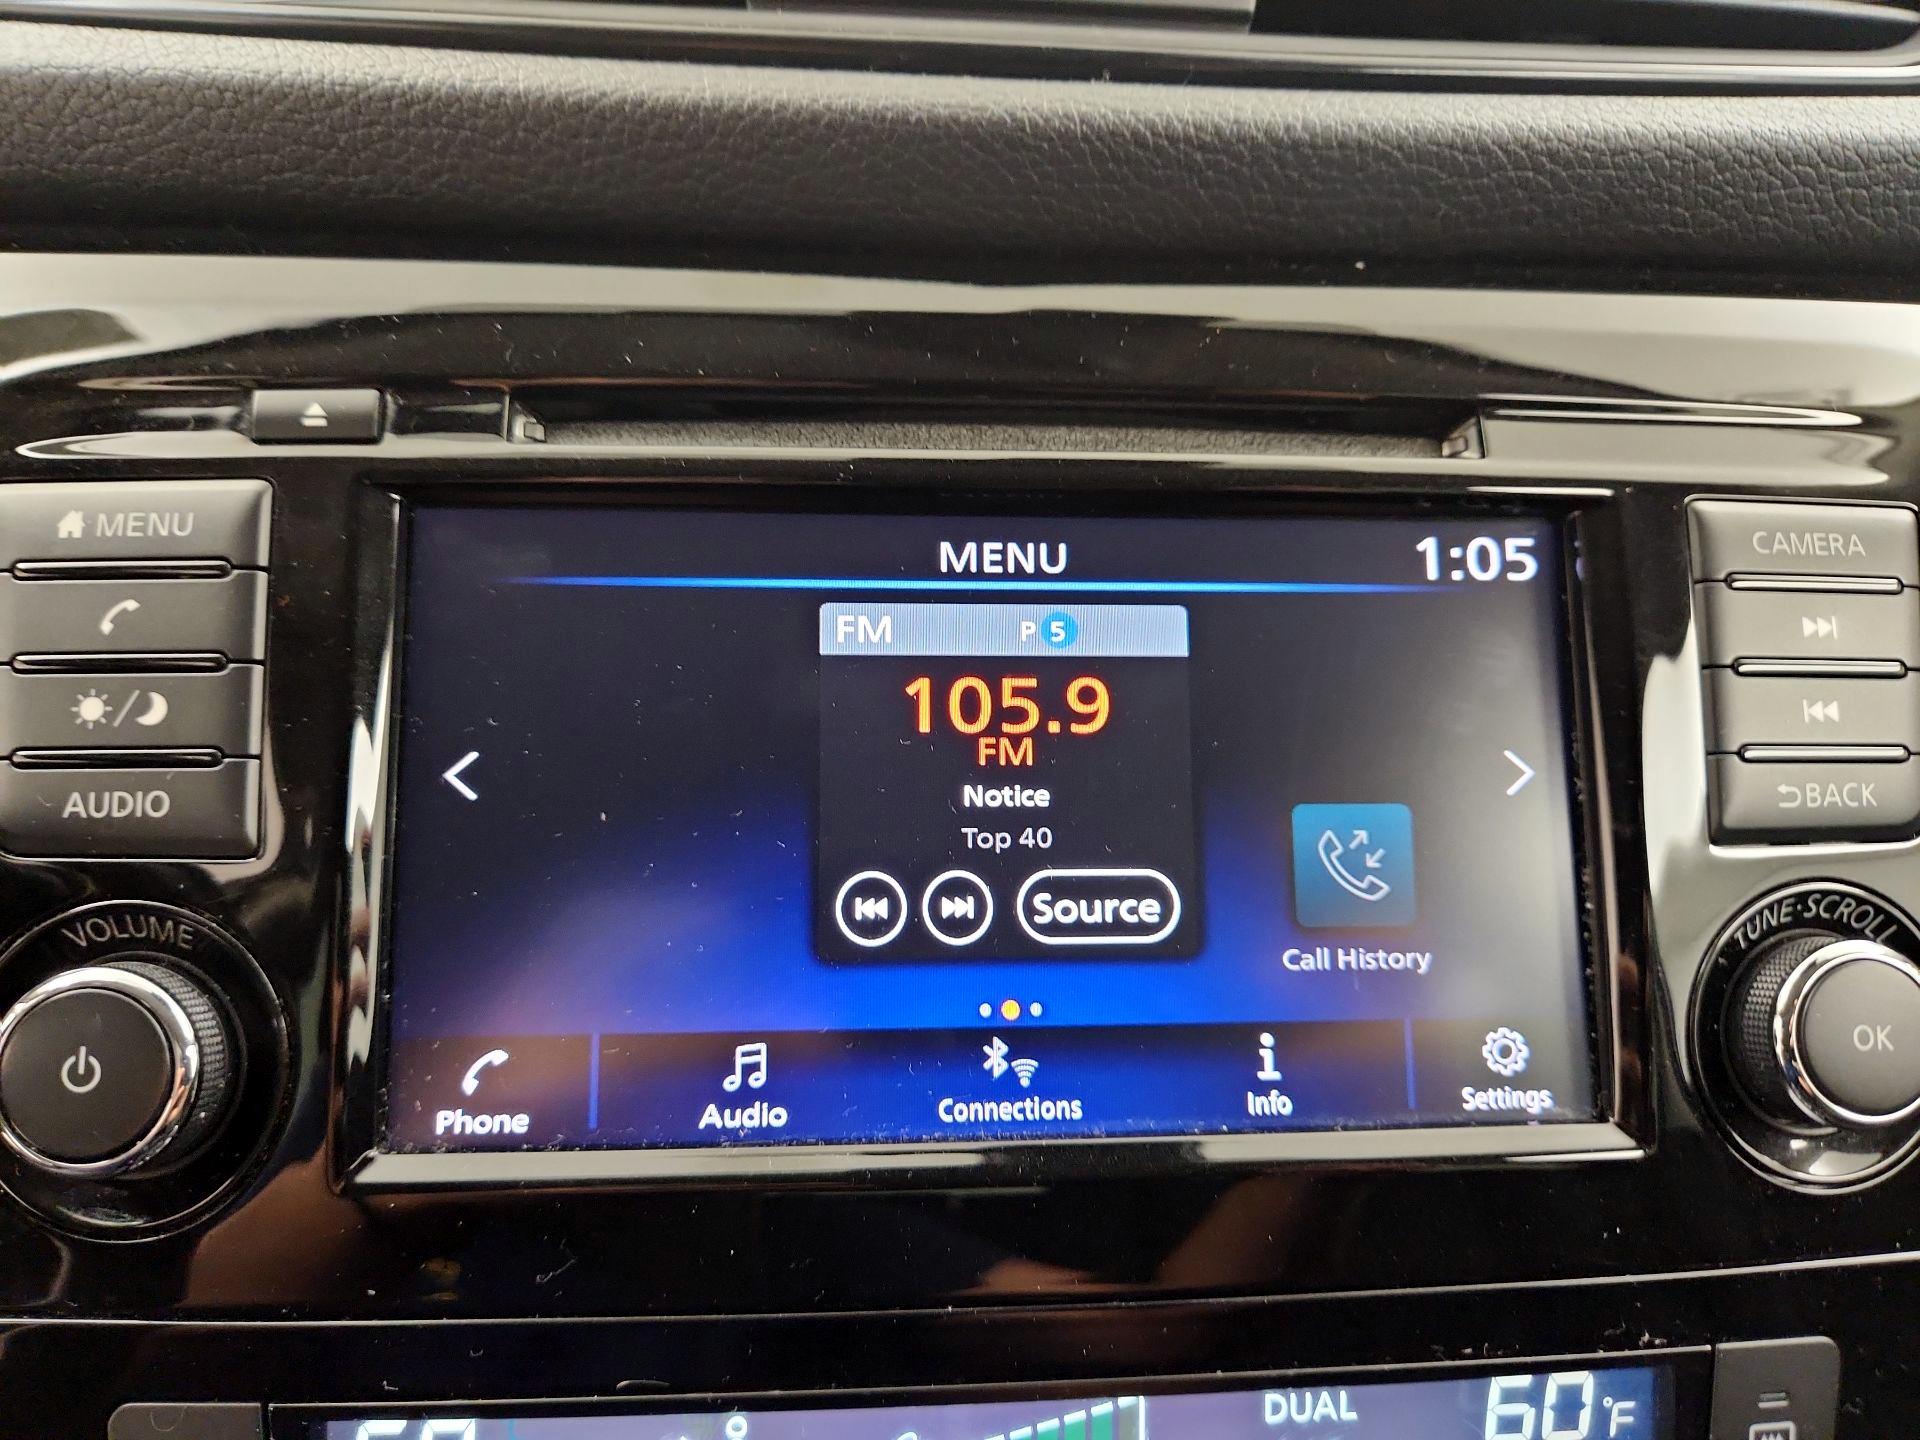 MENU
AUDIO
VOLUME
MENU 1:05
FM P 5
105.9
FM
Notice
Top 40
Source
Call History
Phone
Audio
Connections
Info
Settings
CAMERA
BACK
TUNE·SCROLL
OK
DUAL
60°F